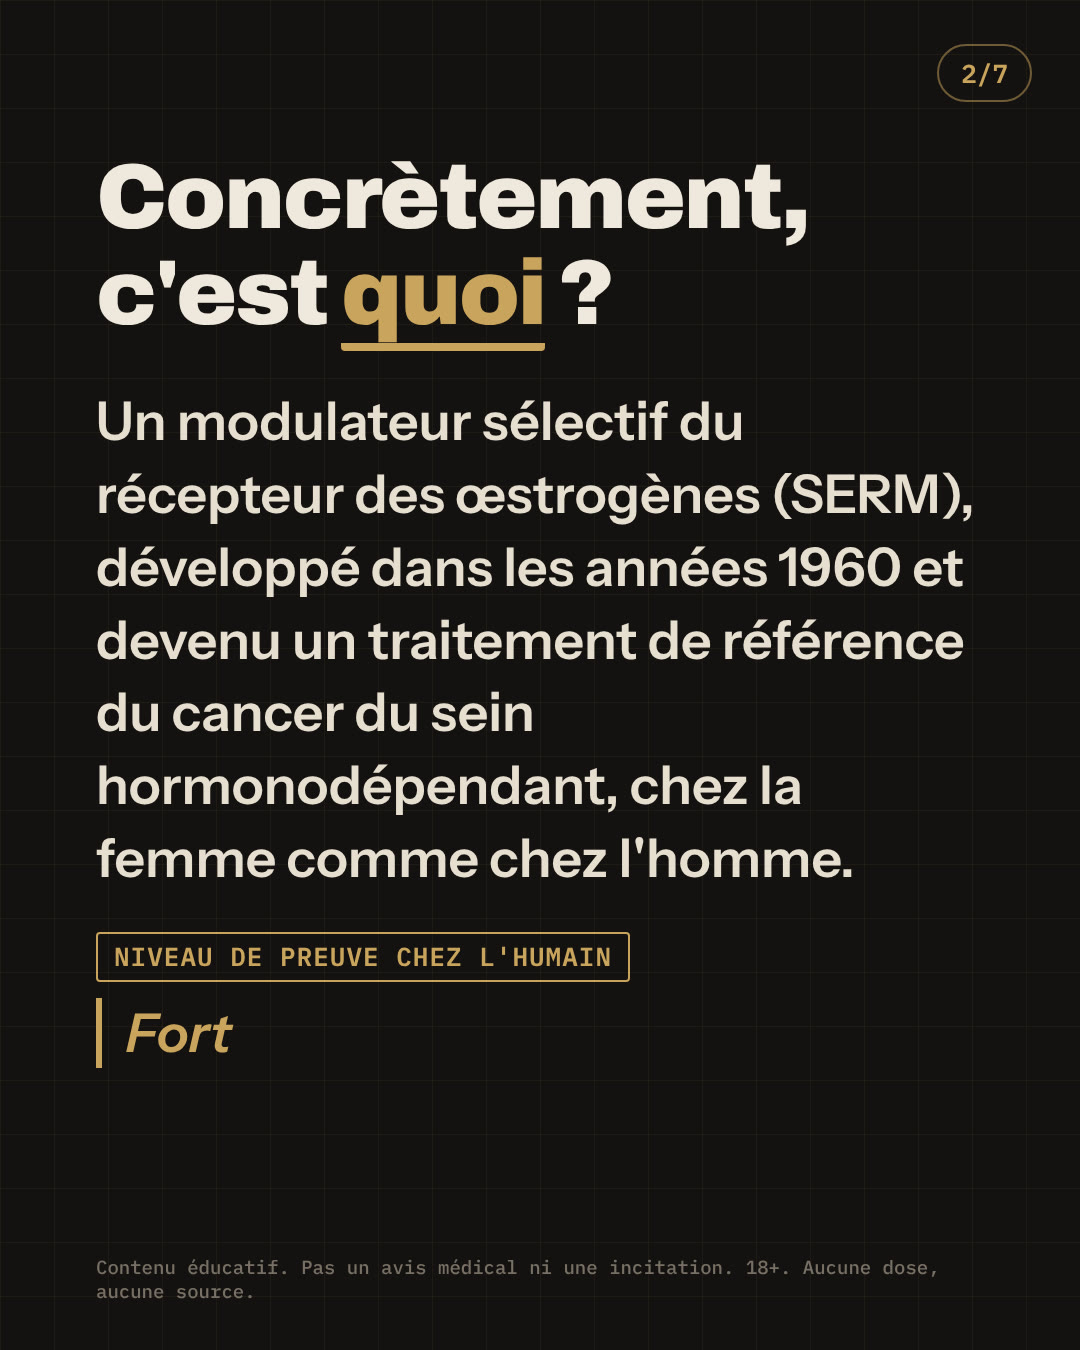 2/7
Concrètement,
c'est quoi ?
Un modulateur sélectif du
récepteur des œstrogènes (SERM),
développé dans les années 1960 et
devenu un traitement de référence
du cancer du sein
hormonodépendant, chez la
femme comme chez l'homme.
NIVEAU DE PREUVE CHEZ L'HUMAIN
Fort
Contenu éducatif. Pas un avis médical ni une incitation. 18+. Aucune dose,
aucune source.